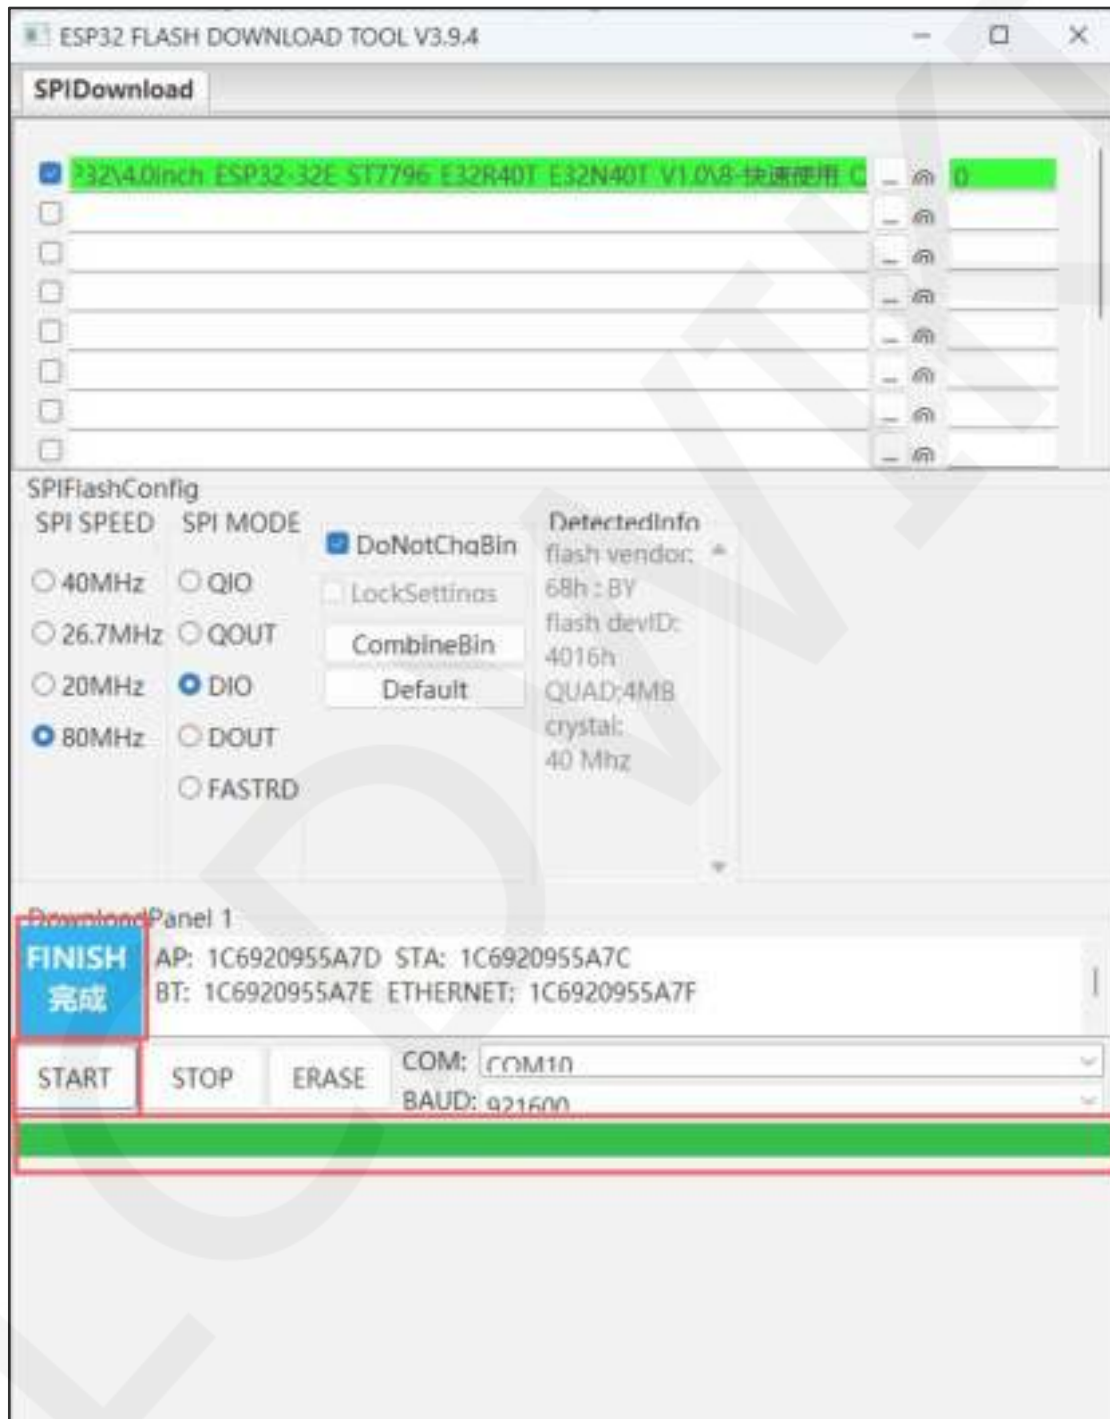 ESP32 FLASH DOWNLOAD TOOL V3.9.4
SPIDownload
?32\4.0inch ESP32-32E ST7796 E32R40T E32N40T V1.0\8-快速使用 C ... @ 0
... @
... @
... @
... @
... @
... @
... @
SPIFlashConfig
SPI SPEED
40MHz
26.7MHz
20MHz
80MHz
SPI MODE
QIO
QOUT
DIO
DOUT
FASTRD
DoNotChgBin
LockSettings
CombineBin
Default
DetectedInfo
flash vendor:
68h : BY
flash devID:
4016h
QUAD;4MB
crystal:
40 Mhz
DownloadPanel 1
FINISH
完成
AP: 1C6920955A7D STA: 1C6920955A7C
BT: 1C6920955A7E ETHERNET: 1C6920955A7F
START
STOP
ERASE
COM: COM10
BAUD: 921600
LCDWIKI